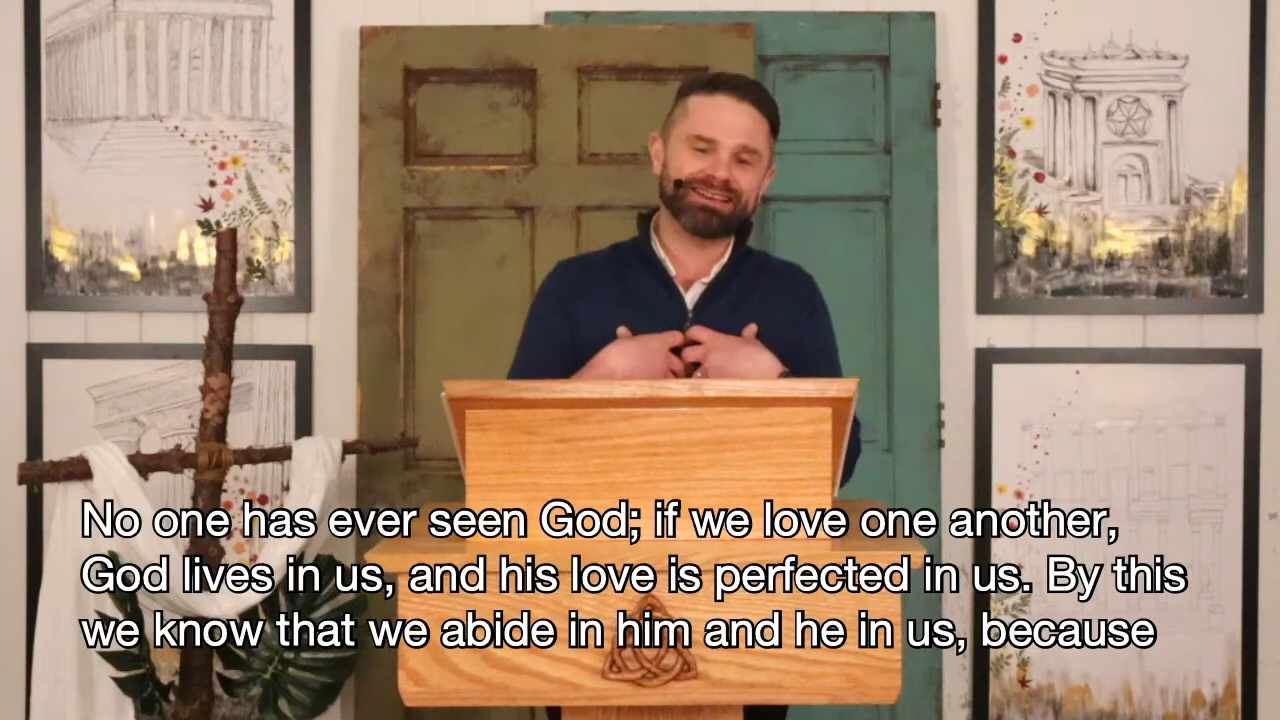 No one has ever seen God; if we love one another,
God lives in us, and his love is perfected in us. By this
we know that we abide in him and he in us, because